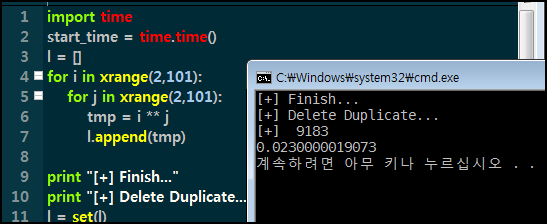 1 import time
2 start_time = time.time()
3 l = []
4 for i in xrange(2,101):
5 for j in xrange(2,101):
6 tmp = i ** j
7 l.append(tmp)
8
9 print "[+] Finish..."
10 print "[+] Delete Duplicate...
11 l = set(l)
C:₩Windows₩system32₩cmd.exe
[+] Finish...
[+] Delete Duplicate...
[+] 9183
0.0230000019073
계속하려면 아무 키나 누르십시오 . .